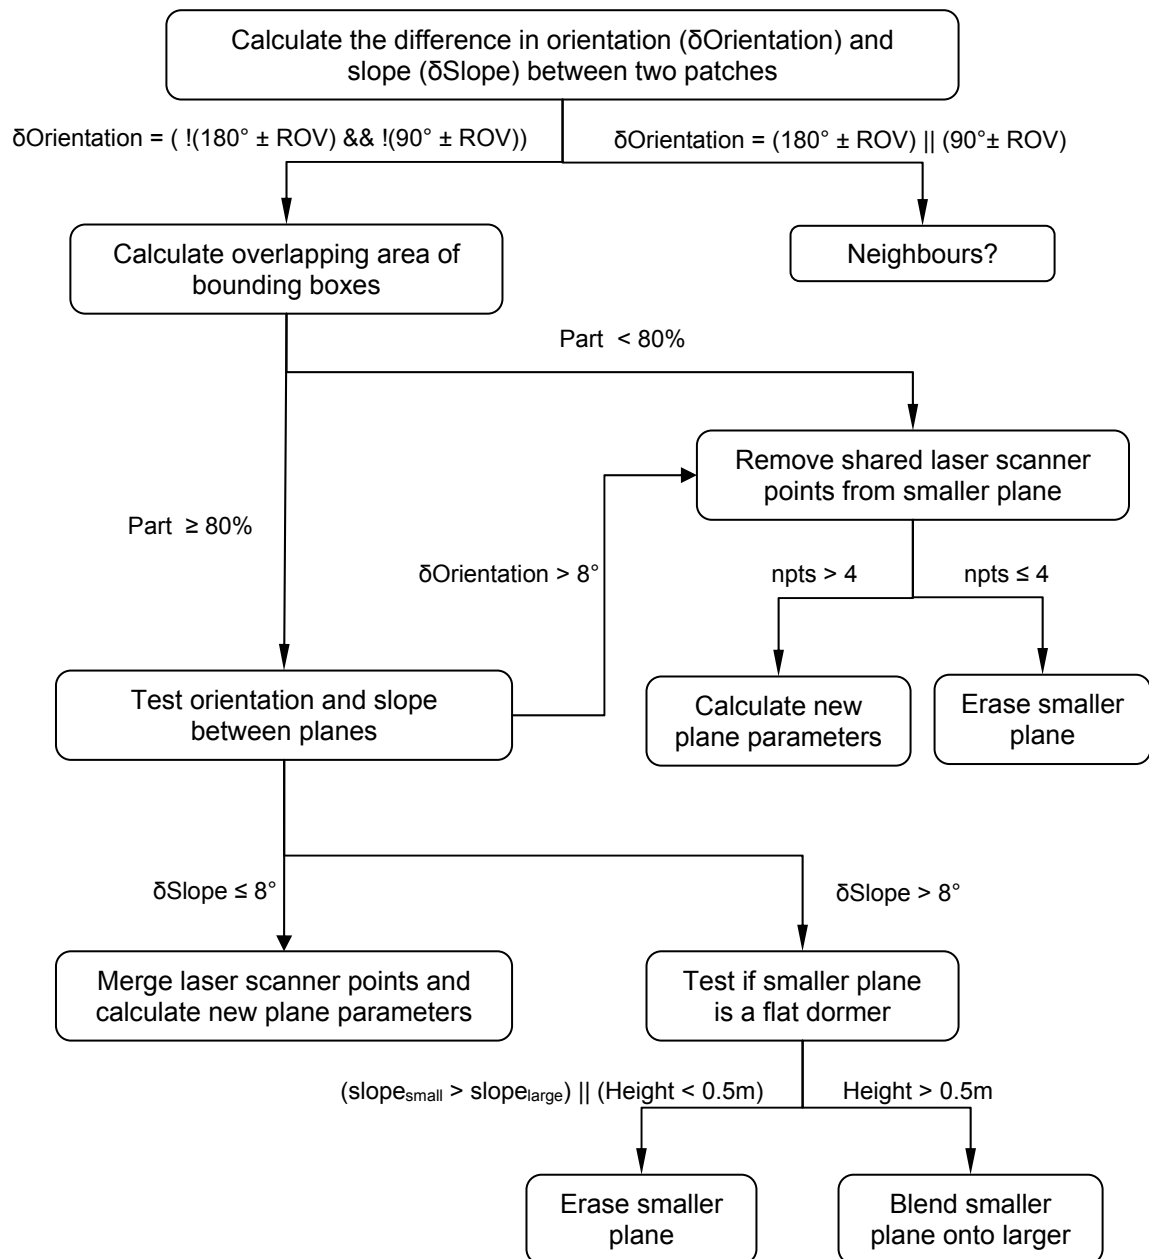 Calculate the difference in orientation (δOrientation) and
slope (δSlope) between two patches
δOrientation = ( !(180° ± ROV) && !(90° ± ROV))
δOrientation = (180° ± ROV) || (90°± ROV)
Calculate overlapping area of
bounding boxes
Neighbours?
Part < 80%
Remove shared laser scanner
points from smaller plane
Part ≥ 80%
δOrientation > 8°
npts > 4
npts ≤ 4
Test orientation and slope
between planes
Calculate new
plane parameters
Erase smaller
plane
δSlope ≤ 8°
δSlope > 8°
Merge laser scanner points and
calculate new plane parameters
Test if smaller plane
is a flat dormer
(slopesmall > slopelarge) || (Height < 0.5m)
Height > 0.5m
Erase smaller
plane
Blend smaller
plane onto larger